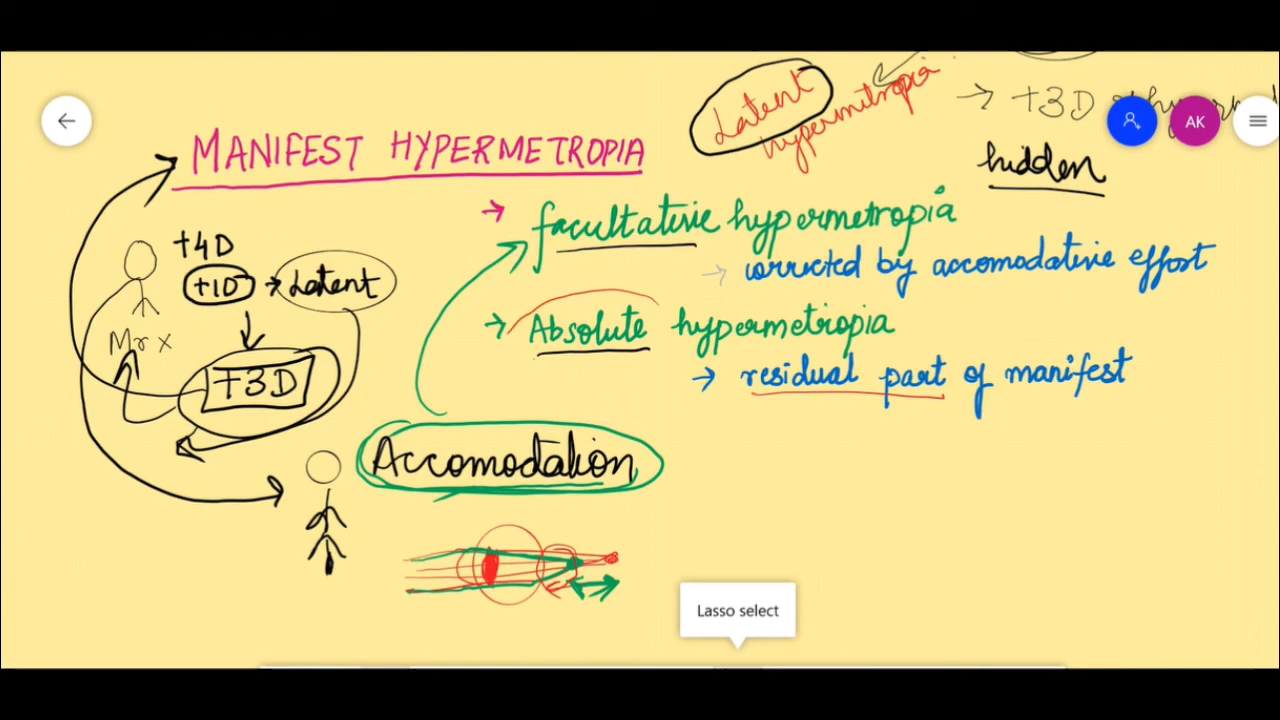 Latent
hypermetropia
→ +3D
hidden
AK
MANIFEST HYPERMETROPIA
→ facultative hypermetropia
→ corrected by accomodative effort
→ Absolute hypermetropia
→ residual part of manifest
+4D
+1D → Latent
Mr X
+3D
Accomodation
Lasso select